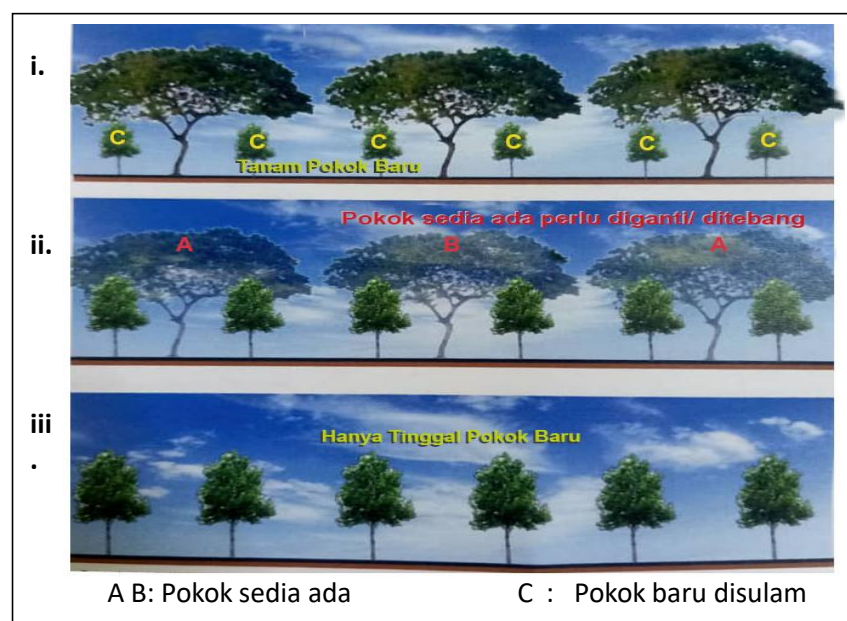 i.
C C C C C C
Tanam Pokok Baru
Pokok sedia ada perlu diganti/ ditebang
ii.
A B A
iii
.
Hanya Tinggal Pokok Baru
A B: Pokok sedia ada C : Pokok baru disulam